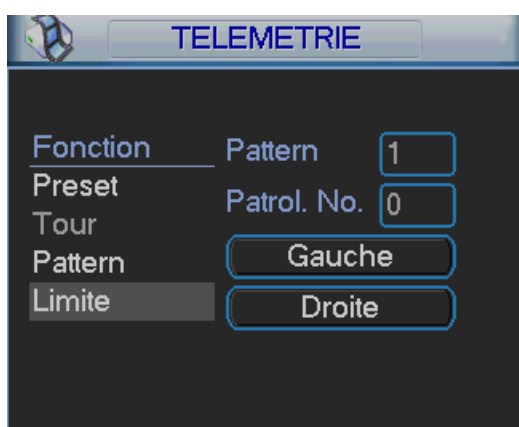 TELEMETRIE
Fonction
Preset
Tour
Pattern
Limite
Pattern 1
Patrol. No. 0
Gauche
Droite